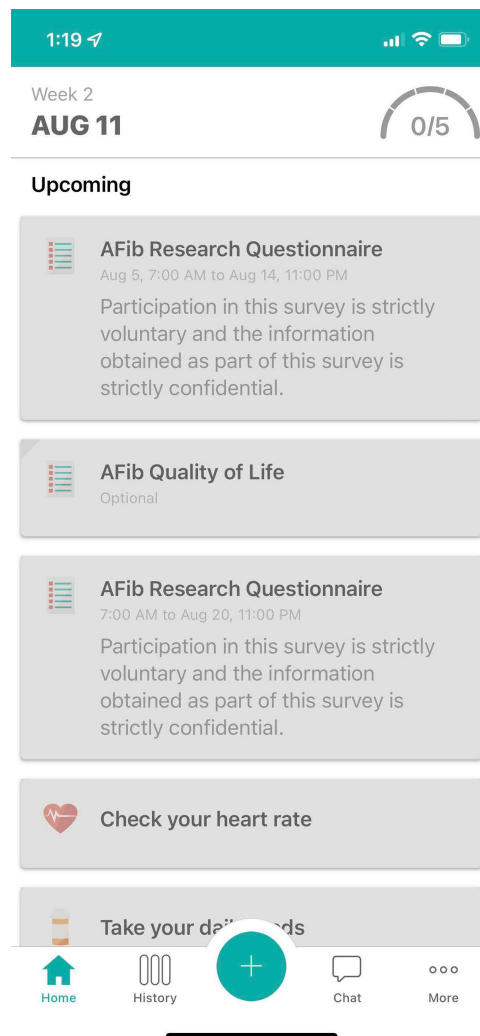 1:19
Week 2
AUG 11
0/5
Upcoming
AFib Research Questionnaire
Aug 5, 7:00 AM to Aug 14, 11:00 PM
Participation in this survey is strictly
voluntary and the information
obtained as part of this survey is
strictly confidential.
AFib Quality of Life
Optional
AFib Research Questionnaire
7:00 AM to Aug 20, 11:00 PM
Participation in this survey is strictly
voluntary and the information
obtained as part of this survey is
strictly confidential.
Check your heart rate
Take your
Home
History
Chat
More